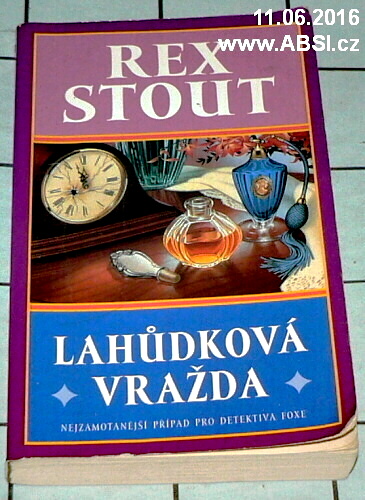 11.06.2016
www.ABSI.cz
REX
STOUT
LAHŮDKOVÁ
VRAŽDA
NEJZAMOTANĚJŠÍ PŘÍPAD PRO DETEKTIVA FOXE